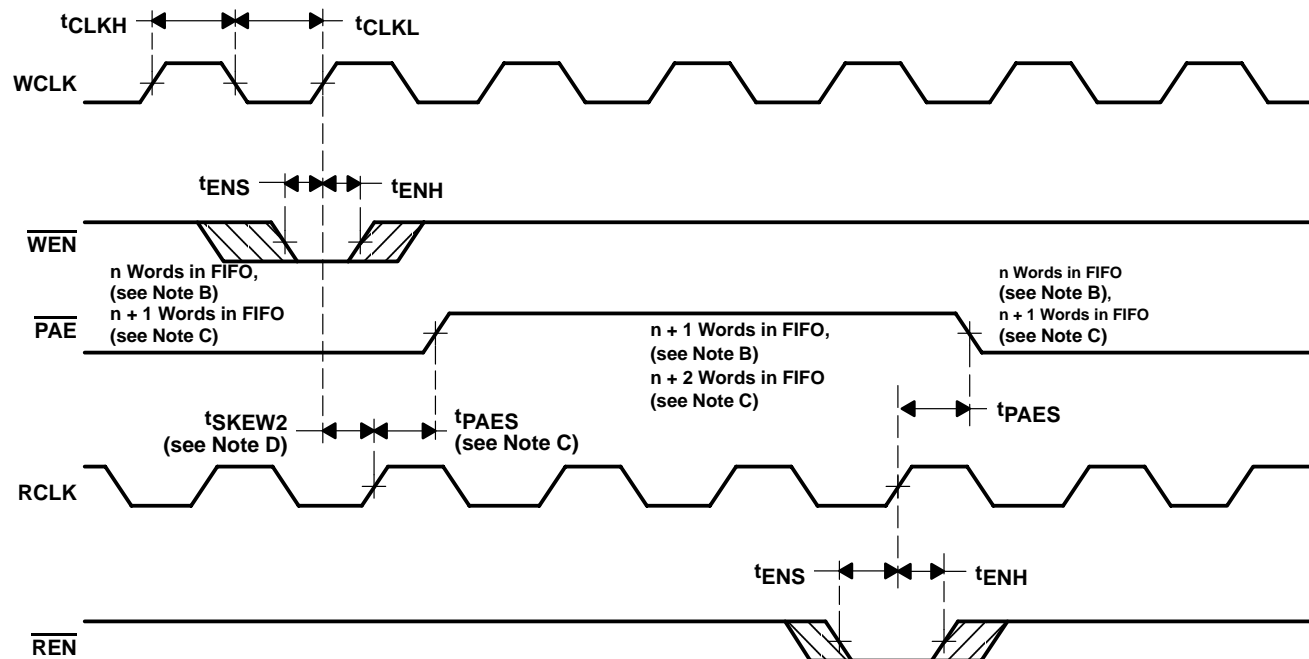 tCLKH
tCLKL
WCLK
tENS
tENH
WEN
n Words in FIFO,
(see Note B)
n + 1 Words in FIFO
(see Note C)
n Words in FIFO
(see Note B),
n + 1 Words in FIFO
(see Note C)
PAE
n + 1 Words in FIFO,
(see Note B)
n + 2 Words in FIFO
(see Note C)
tSKEW2
(see Note D)
tPAES
(see Note C)
tPAES
RCLK
tENS
tENH
REN